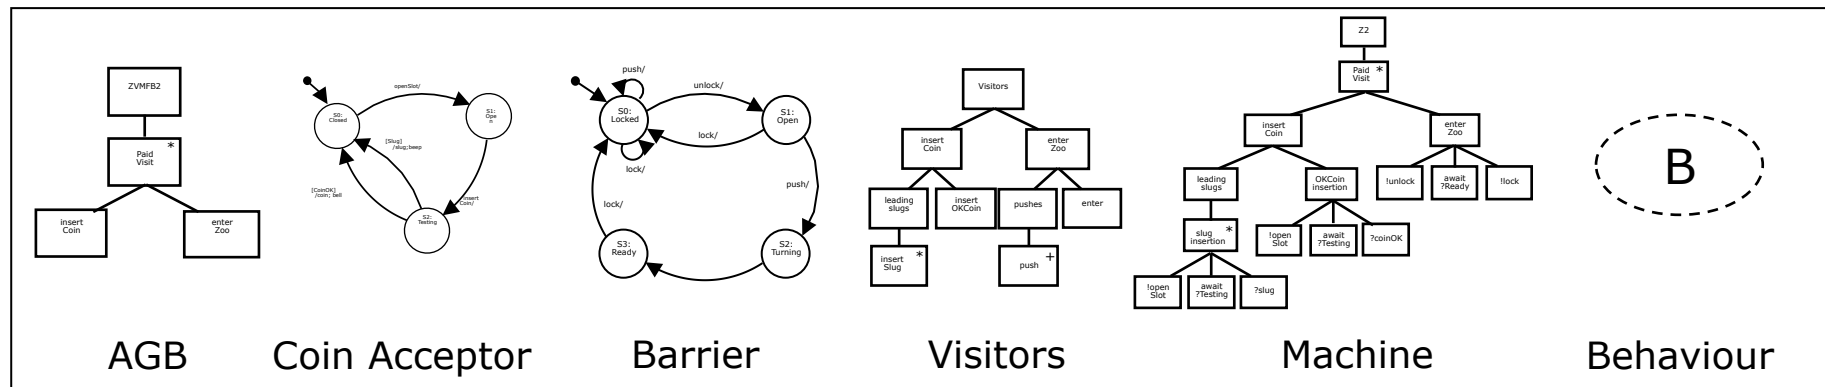 ZVMFB2
Paid
Visit
*
insert
Coin
enter
Zoo
AGB
openSlot/
S0:
Closed
S1:
Ope
n
[Slug]
/slug;beep
[CoinOK]
/coin; bell
insert
Coin/
S2:
Testing
Coin Acceptor
push/
unlock/
S0:
Locked
S1:
Open
lock/
lock/
push/
lock/
S3:
Ready
S2:
Turning
Barrier
Visitors
insert
Coin
enter
Zoo
leading
slugs
insert
OKCoin
pushes
enter
insert
Slug
*
push
+
Visitors
Z2
Paid
Visit
*
insert
Coin
enter
Zoo
leading
slugs
OKCoin
insertion
!unlock
await
?Ready
!lock
slug
insertion
*
!open
Slot
await
?Testing
?coinOK
!open
Slot
await
?Testing
?slug
Machine
B
Behaviour